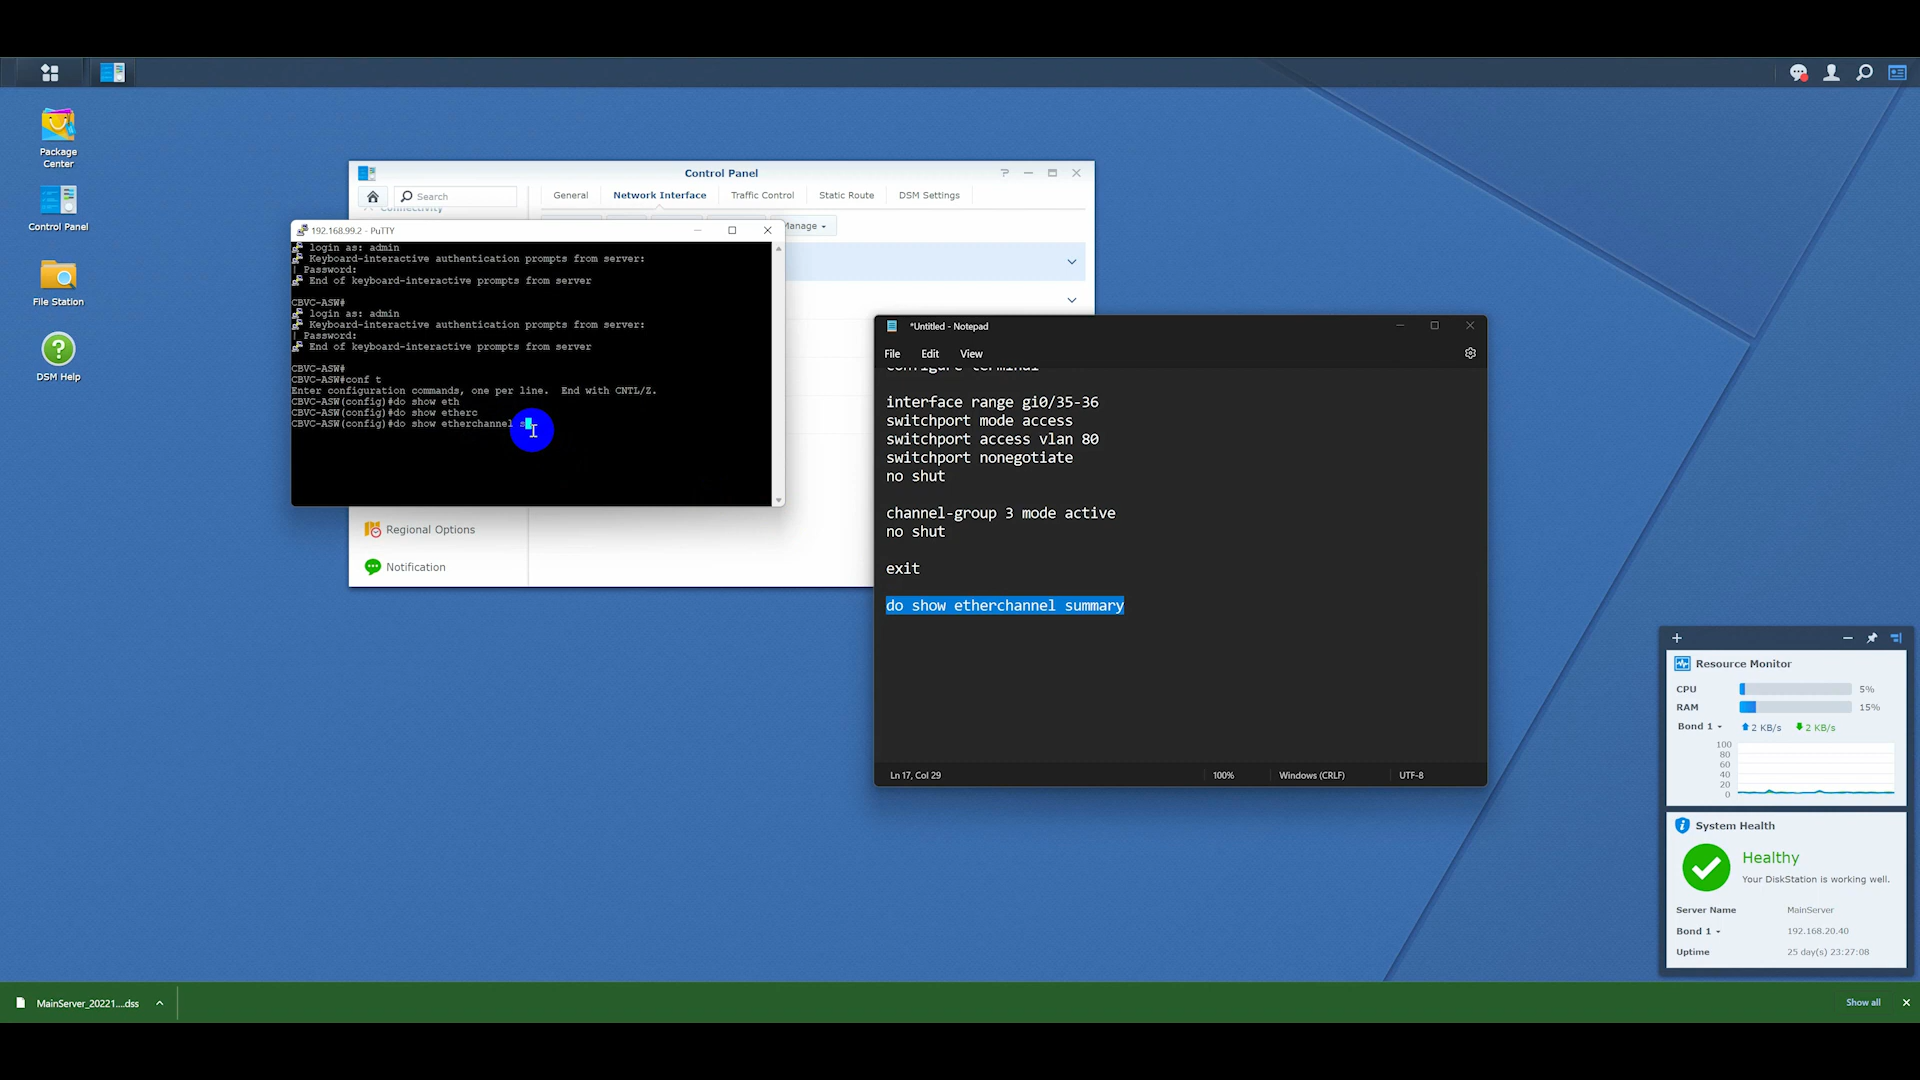 Package
Center
Control Panel
File Station
DSM Help
Control Panel
Search
General
Network Interface
Traffic Control
Static Route
DSM Settings
Connectivity
Manage
Regional Options
Notification
192.168.99.2 - PuTTY
login as: admin
Keyboard-interactive authentication prompts from server:
| Password:
End of keyboard-interactive prompts from server
CBVC-ASW#
login as: admin
Keyboard-interactive authentication prompts from server:
| Password:
End of keyboard-interactive prompts from server
CBVC-ASW#
CBVC-ASW#conf t
Enter configuration commands, one per line.  End with CNTL/Z.
CBVC-ASW(config)#do show eth
CBVC-ASW(config)#do show etherc
CBVC-ASW(config)#do show etherchannel s
*Untitled - Notepad
File
Edit
View
configure terminal
interface range gi0/35-36
switchport mode access
switchport access vlan 80
switchport nonegotiate
no shut
channel-group 3 mode active
no shut
exit
do show etherchannel summary
Ln 17, Col 29
100%
Windows (CRLF)
UTF-8
Resource Monitor
CPU
5%
RAM
15%
Bond 1
2 KB/s
2 KB/s
100
80
60
40
20
0
System Health
Healthy
Your DiskStation is working well.
Server Name
MainServer
Bond 1
192.168.20.40
Uptime
25 day(s) 23:27:08
MainServer_20221....dss
Show all